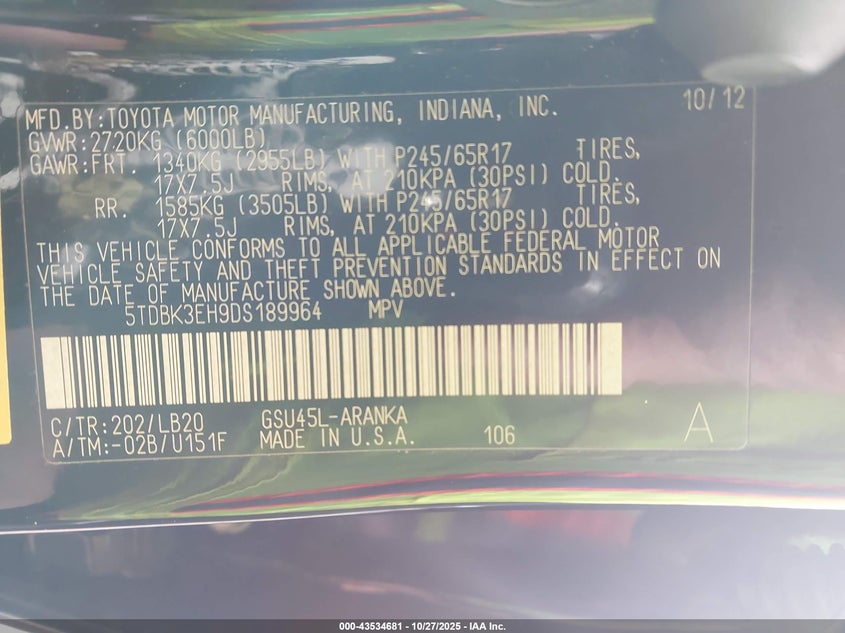 MFD.BY:TOYOTA MOTOR MANUFACTURING, INDIANA, INC. 10/12
GVWR:2720KG (6000LB)
GAWR:FRT. 1340KG (2955LB) WITH P245/65R17 TIRES,
17X7.5J RIMS, AT 210KPA (30PSI) COLD.
RR. 1585KG (3505LB) WITH P245/65R17 TIRES,
17X7.5J RIMS, AT 210KPA (30PSI) COLD.
THIS VEHICLE CONFORMS TO ALL APPLICABLE FEDERAL MOTOR
VEHICLE SAFETY AND THEFT PREVENTION STANDARDS IN EFFECT ON
THE DATE OF MANUFACTURE SHOWN ABOVE.
5TDBK3EH9DS189964 MPV
C/TR:202/LB20 GSU45L-ARANKA
A/TM:-02B/U151F MADE IN U.S.A. 106 A
000-43534681 - 10/27/2025 - IAA Inc.